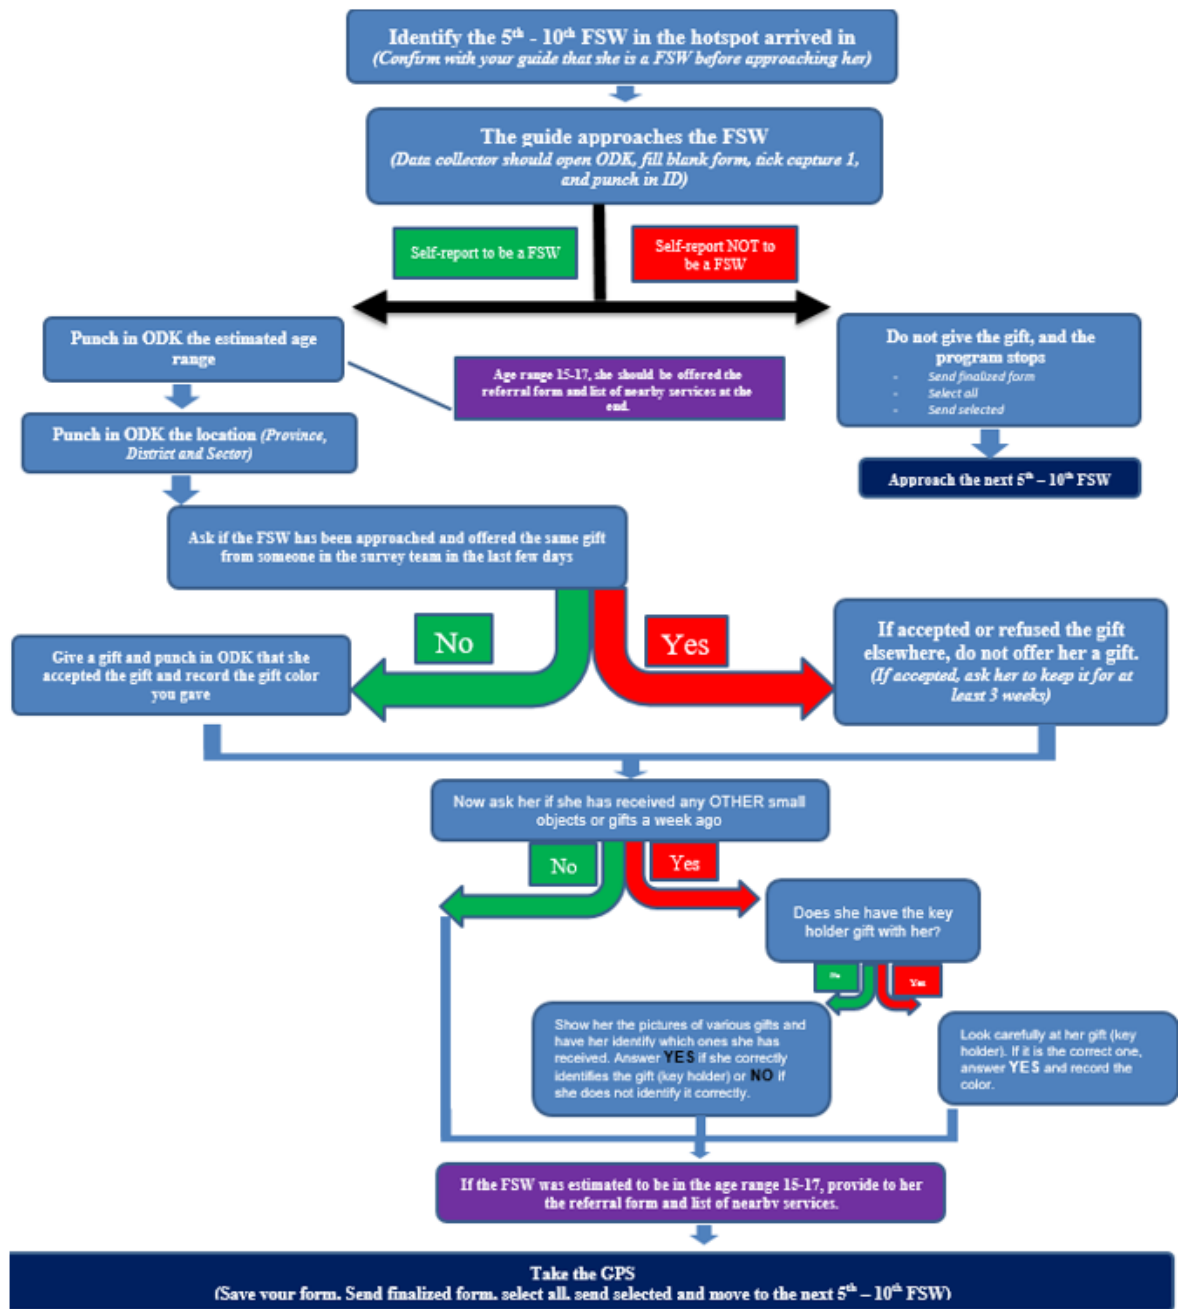 Identify the 5th - 10th FSW in the hotspot arrived in
(Confirm with your guide that she is a FSW before approaching her)
The guide approaches the FSW
(Data collector should open ODK, fill blank form, tick capture 1,
and punch in ID)
Self-report to be a FSW
Self-report NOT to
be a FSW
Punch in ODK the estimated age
range
Age range 15-17, she should be offered the
referral form and list of nearby services at the
end.
Do not give the gift, and the
program stops
- Send finalized form
- Select all
- Send selected
Punch in ODK the location (Province,
District and Sector)
Approach the next 5th – 10th FSW
Ask if the FSW has been approached and offered the same gift
from someone in the survey team in the last few days
No
Yes
Give a gift and punch in ODK that she
accepted the gift and record the gift color
you gave
If accepted or refused the gift
elsewhere, do not offer her a gift.
(If accepted, ask her to keep it for at
least 3 weeks)
Now ask her if she has received any OTHER small
objects or gifts a week ago
No
Yes
Does she have the key
holder gift with her?
No
Yes
Show her the pictures of various gifts and
have her identify which ones she has
received. Answer YES if she correctly
identifies the gift (key holder) or NO if
she does not identify it correctly.
Look carefully at her gift (key
holder). If it is the correct one,
answer YES and record the
color.
If the FSW was estimated to be in the age range 15-17, provide to her
the referral form and list of nearby services.
Take the GPS
(Save your form. Send finalized form. select all. send selected and move to the next 5th – 10th FSW)